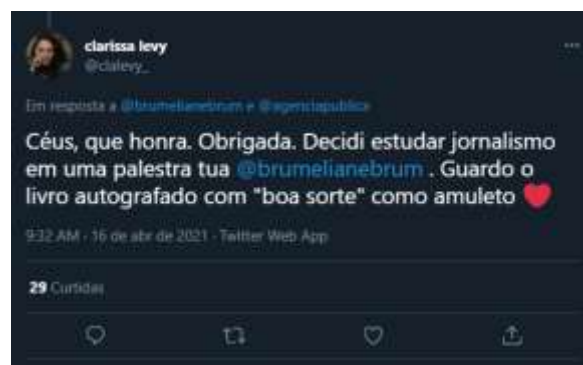 clarissa levy
@clalevy_
Em resposta a @brumelianebrum e @agenciapublica
Céus, que honra. Obrigada. Decidi estudar jornalismo
em uma palestra tua @brumelianebrum . Guardo o
livro autografado com "boa sorte" como amuleto ❤
9:32 AM · 16 de abr de 2021 · Twitter Web App
29 Curtidas